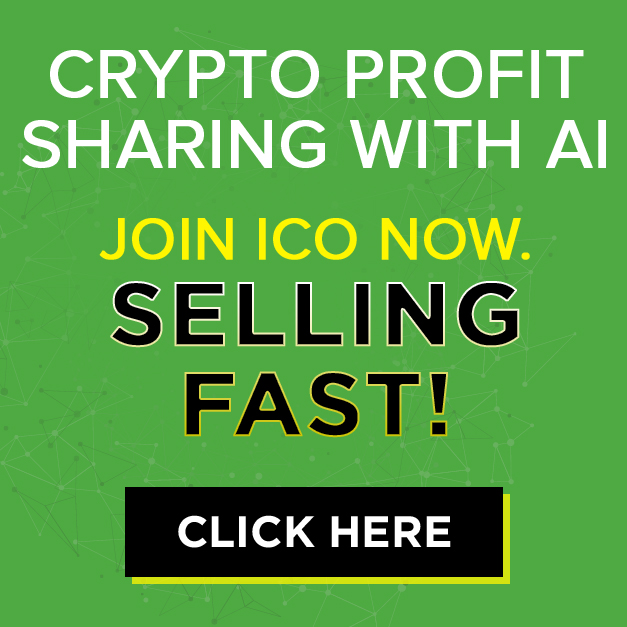 CRYPTO PROFIT
SHARING WITH AI
JOIN ICO NOW.
SELLING
FAST!
CLICK HERE